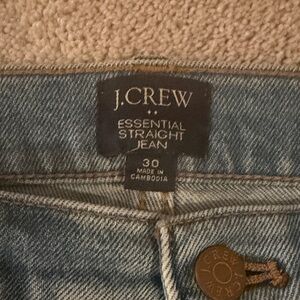 J.CREW
ESSENTIAL
STRAIGHT
JEAN
30
MADE IN
CAMBODIA